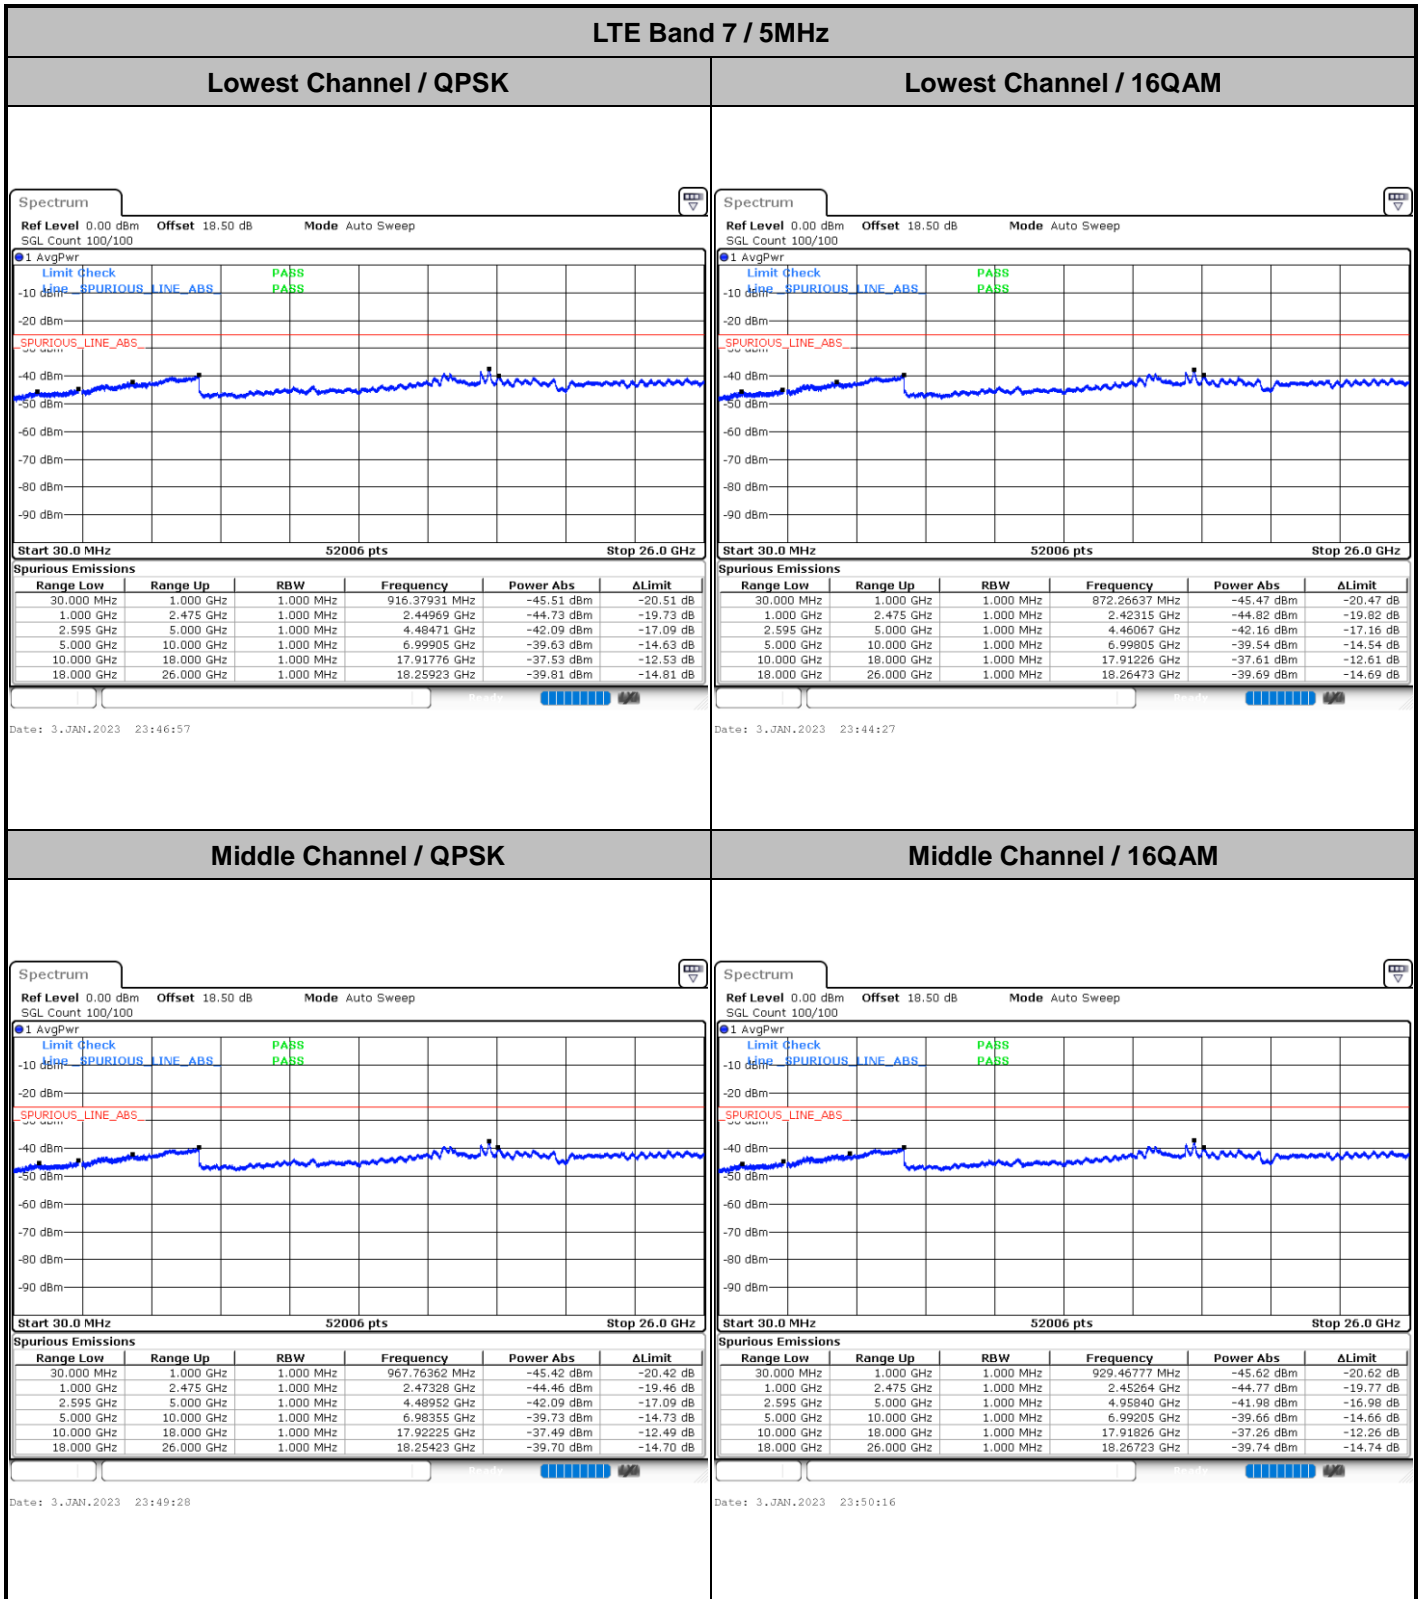 LTE Band 7 / 5MHz
Lowest Channel / QPSK
Lowest Channel / 16QAM
Spectrum
Ref Level 0.00 dBm Offset 18.50 dB Mode Auto Sweep
SGL Count 100/100
1 AvgPwr
Limit Check PASS
Line _SPURIOUS_LINE_ABS_ PASS
-10 dBm
-20 dBm
_SPURIOUS_LINE_ABS_
-30 dBm
-40 dBm
-50 dBm
-60 dBm
-70 dBm
-80 dBm
-90 dBm
Start 30.0 MHz 52006 pts Stop 26.0 GHz
Spurious Emissions
Range Low Range Up RBW Frequency Power Abs ΔLimit
30.000 MHz 1.000 GHz 1.000 MHz 916.37931 MHz -45.51 dBm -20.51 dB
1.000 GHz 2.475 GHz 1.000 MHz 2.44969 GHz -44.73 dBm -19.73 dB
2.595 GHz 5.000 GHz 1.000 MHz 4.48471 GHz -42.09 dBm -17.09 dB
5.000 GHz 10.000 GHz 1.000 MHz 6.99905 GHz -39.63 dBm -14.63 dB
10.000 GHz 18.000 GHz 1.000 MHz 17.91776 GHz -37.53 dBm -12.53 dB
18.000 GHz 26.000 GHz 1.000 MHz 18.25923 GHz -39.81 dBm -14.81 dB
Ready
Date: 3.JAN.2023 23:46:57
Spectrum
Ref Level 0.00 dBm Offset 18.50 dB Mode Auto Sweep
SGL Count 100/100
1 AvgPwr
Limit Check PASS
Line _SPURIOUS_LINE_ABS_ PASS
-10 dBm
-20 dBm
_SPURIOUS_LINE_ABS_
-30 dBm
-40 dBm
-50 dBm
-60 dBm
-70 dBm
-80 dBm
-90 dBm
Start 30.0 MHz 52006 pts Stop 26.0 GHz
Spurious Emissions
Range Low Range Up RBW Frequency Power Abs ΔLimit
30.000 MHz 1.000 GHz 1.000 MHz 872.26637 MHz -45.47 dBm -20.47 dB
1.000 GHz 2.475 GHz 1.000 MHz 2.42315 GHz -44.82 dBm -19.82 dB
2.595 GHz 5.000 GHz 1.000 MHz 4.46067 GHz -42.16 dBm -17.16 dB
5.000 GHz 10.000 GHz 1.000 MHz 6.99805 GHz -39.54 dBm -14.54 dB
10.000 GHz 18.000 GHz 1.000 MHz 17.91226 GHz -37.61 dBm -12.61 dB
18.000 GHz 26.000 GHz 1.000 MHz 18.26473 GHz -39.69 dBm -14.69 dB
Ready
Date: 3.JAN.2023 23:44:27
Middle Channel / QPSK
Middle Channel / 16QAM
Spectrum
Ref Level 0.00 dBm Offset 18.50 dB Mode Auto Sweep
SGL Count 100/100
1 AvgPwr
Limit Check PASS
Line _SPURIOUS_LINE_ABS_ PASS
-10 dBm
-20 dBm
_SPURIOUS_LINE_ABS_
-30 dBm
-40 dBm
-50 dBm
-60 dBm
-70 dBm
-80 dBm
-90 dBm
Start 30.0 MHz 52006 pts Stop 26.0 GHz
Spurious Emissions
Range Low Range Up RBW Frequency Power Abs ΔLimit
30.000 MHz 1.000 GHz 1.000 MHz 967.76362 MHz -45.42 dBm -20.42 dB
1.000 GHz 2.475 GHz 1.000 MHz 2.47328 GHz -44.46 dBm -19.46 dB
2.595 GHz 5.000 GHz 1.000 MHz 4.48952 GHz -42.09 dBm -17.09 dB
5.000 GHz 10.000 GHz 1.000 MHz 6.98355 GHz -39.73 dBm -14.73 dB
10.000 GHz 18.000 GHz 1.000 MHz 17.92225 GHz -37.49 dBm -12.49 dB
18.000 GHz 26.000 GHz 1.000 MHz 18.25423 GHz -39.70 dBm -14.70 dB
Ready
Date: 3.JAN.2023 23:49:28
Spectrum
Ref Level 0.00 dBm Offset 18.50 dB Mode Auto Sweep
SGL Count 100/100
1 AvgPwr
Limit Check PASS
Line _SPURIOUS_LINE_ABS_ PASS
-10 dBm
-20 dBm
_SPURIOUS_LINE_ABS_
-30 dBm
-40 dBm
-50 dBm
-60 dBm
-70 dBm
-80 dBm
-90 dBm
Start 30.0 MHz 52006 pts Stop 26.0 GHz
Spurious Emissions
Range Low Range Up RBW Frequency Power Abs ΔLimit
30.000 MHz 1.000 GHz 1.000 MHz 929.46777 MHz -45.62 dBm -20.62 dB
1.000 GHz 2.475 GHz 1.000 MHz 2.45264 GHz -44.77 dBm -19.77 dB
2.595 GHz 5.000 GHz 1.000 MHz 4.95840 GHz -41.98 dBm -16.98 dB
5.000 GHz 10.000 GHz 1.000 MHz 6.99205 GHz -39.66 dBm -14.66 dB
10.000 GHz 18.000 GHz 1.000 MHz 17.91826 GHz -37.26 dBm -12.26 dB
18.000 GHz 26.000 GHz 1.000 MHz 18.26723 GHz -39.74 dBm -14.74 dB
Ready
Date: 3.JAN.2023 23:50:16